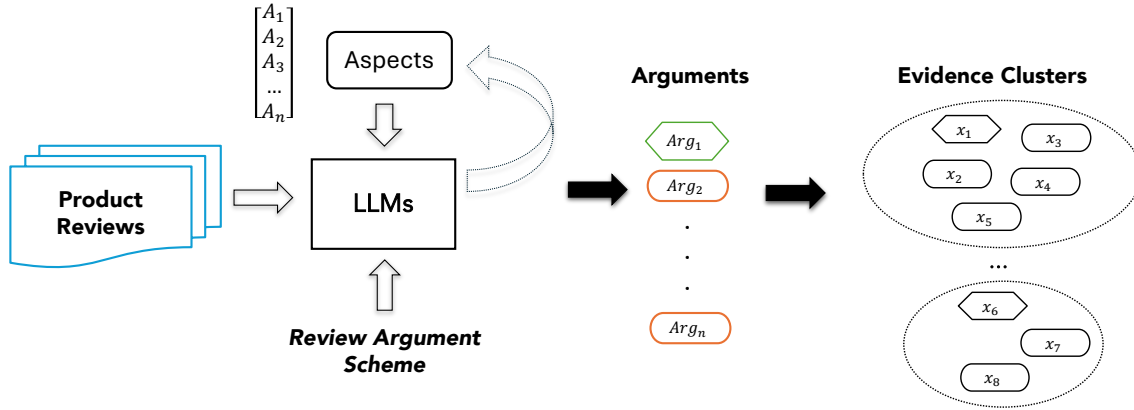 A₁
A₂
A₃
...
Aₙ
Aspects
Product
Reviews
LLMs
Review Argument
Scheme
Arguments
Arg₁
Arg₂
.
.
.
Argₙ
Evidence Clusters
x₁
x₃
x₂
x₄
x₅
...
x₆
x₇
x₈